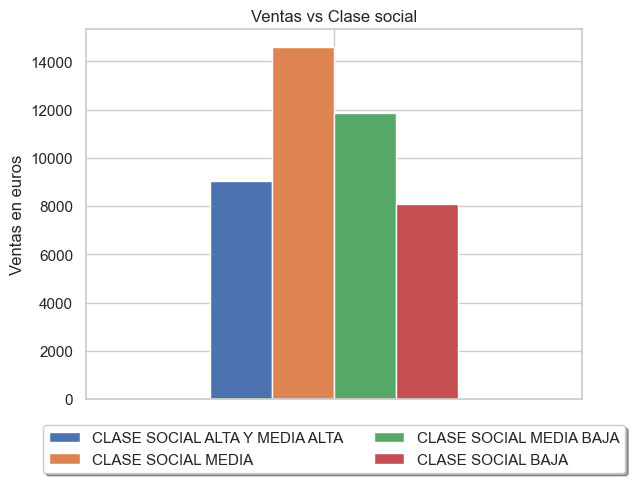 Ventas vs Clase social
Ventas en euros
14000
12000
10000
8000
6000
4000
2000
0
CLASE SOCIAL ALTA Y MEDIA ALTA
CLASE SOCIAL MEDIA
CLASE SOCIAL MEDIA BAJA
CLASE SOCIAL BAJA